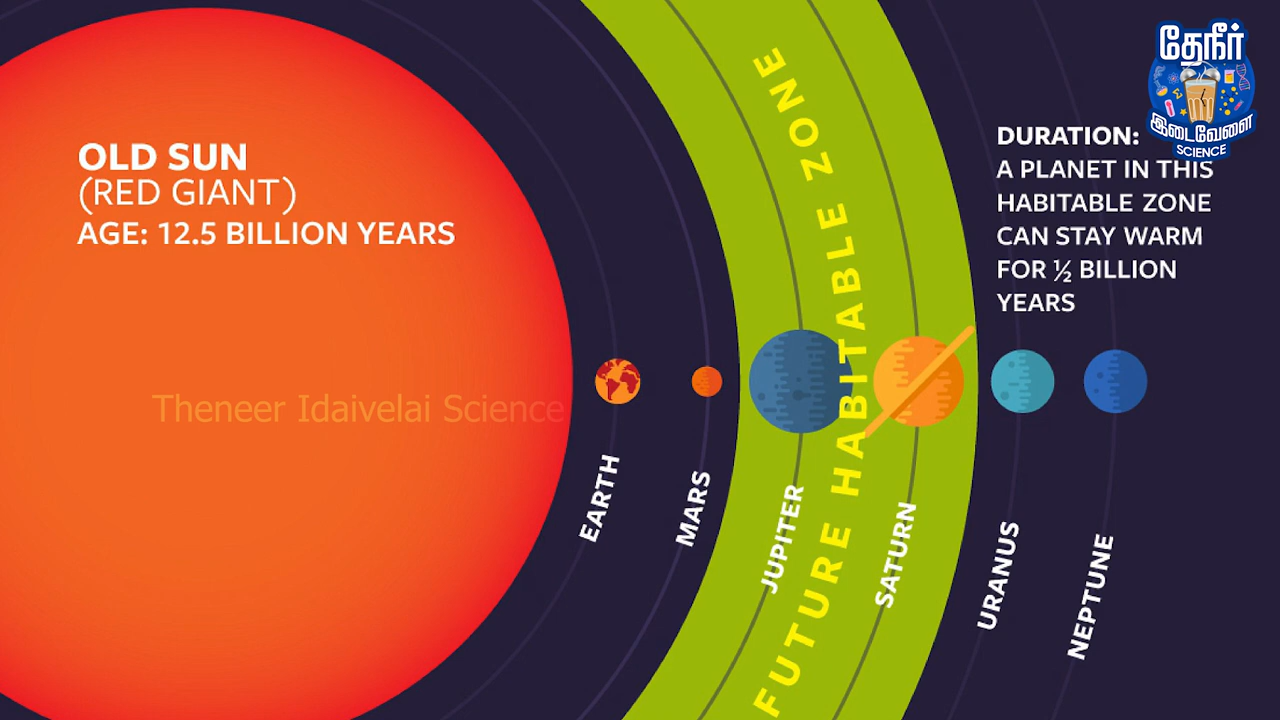 OLD SUN
(RED GIANT)
AGE: 12.5 BILLION YEARS
Theneer Idaivelai Science
EARTH
MARS
JUPITER
FUTURE HABITABLE ZONE
SATURN
URANUS
NEPTUNE
தேநீர்
இடைவேளை
SCIENCE
DURATION:
A PLANET IN THIS
HABITABLE ZONE
CAN STAY WARM
FOR ½ BILLION
YEARS